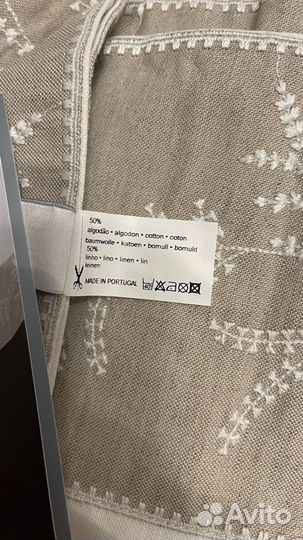 50%
algodão • algodon • cotton • coton
baumwolle • katoen • bomull • bomuld
50%
linho • lino • linen • lin
leinen
MADE IN PORTUGAL
40
Avito